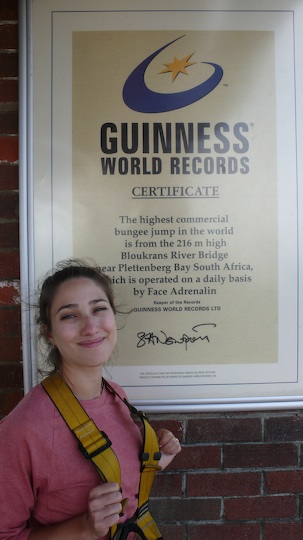 GUINNESS
WORLD RECORDS
CERTIFICATE
The highest commercial
bungee jump in the world
is from the 216 m high
Bloukrans River Bridge
near Plettenberg Bay South Africa,
which is operated on a daily basis
by Face Adrenalin
Keeper of the Records
GUINNESS WORLD RECORDS LTD